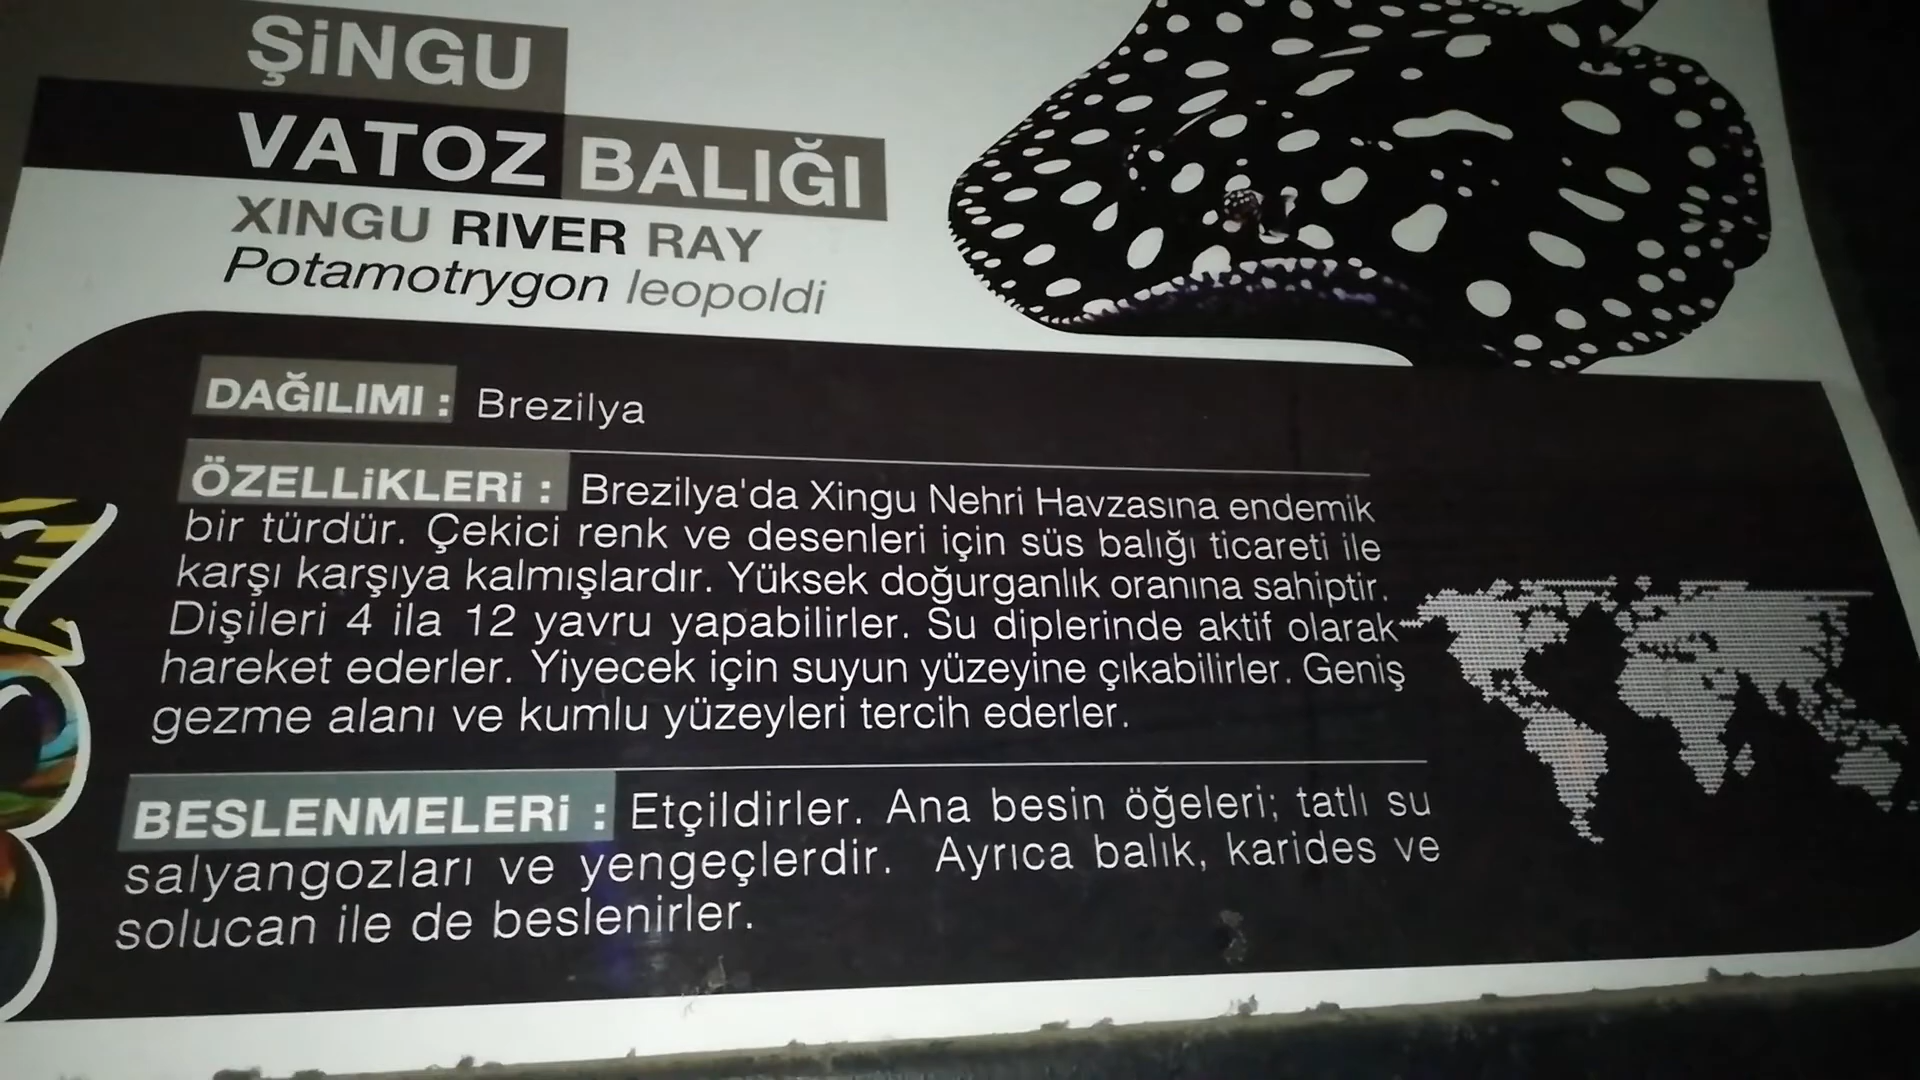 ŞiNGU
VATOZ BALIĞI
XINGU RIVER RAY
Potamotrygon leopoldi
DAĞILIMI : Brezilya
ÖZELLiKLERi : Brezilya'da Xingu Nehri Havzasına endemik
bir türdür. Çekici renk ve desenleri için süs balığı ticareti ile
karşı karşıya kalmışlardır. Yüksek doğurganlık oranına sahiptir.
Dişileri 4 ila 12 yavru yapabilirler. Su diplerinde aktif olarak
hareket ederler. Yiyecek için suyun yüzeyine çıkabilirler. Geniş
gezme alanı ve kumlu yüzeyleri tercih ederler.
BESLENMELERi : Etçildirler. Ana besin öğeleri; tatlı su
salyangozları ve yengeçlerdir. Ayrıca balık, karides ve
solucan ile de beslenirler.